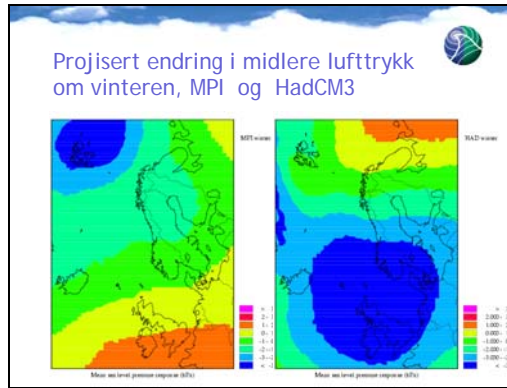 Projisert endring i midlere lufttrykk
om vinteren, MPI og HadCM3
MPI winter
HAD winter
Mean sea level pressure response (hPa)
Mean sea level pressure response (hPa)